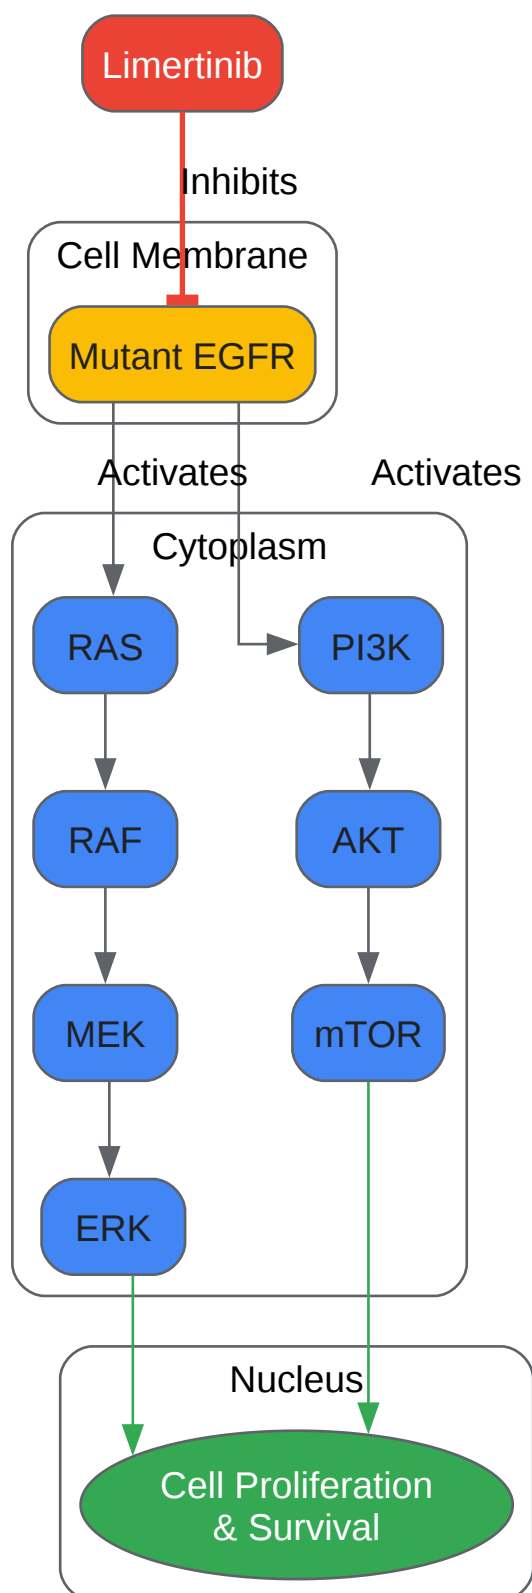 Limertinib
Inhibits
Cell Membrane
Mutant EGFR
Activates
Activates
Cytoplasm
RAS
PI3K
RAF
AKT
MEK
mTOR
ERK
Nucleus
Cell Proliferation
& Survival